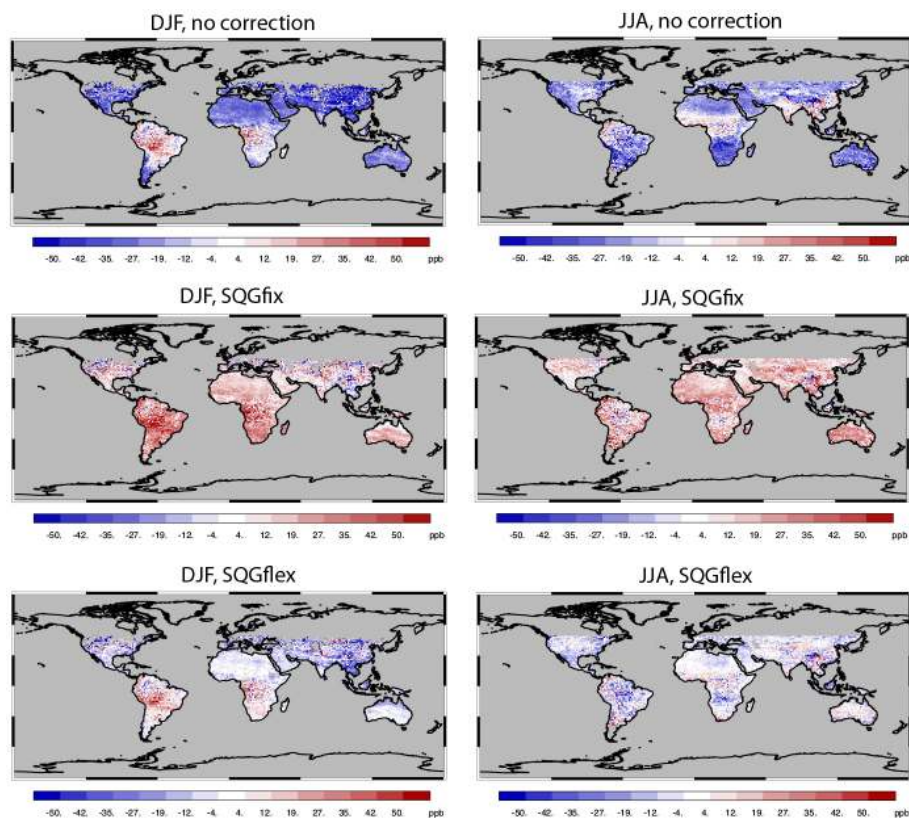 DJF, no correction
JJA, no correction
-50. -42. -35. -27. -19. -12. -4. 4. 12. 19. 27. 35. 42. 50. ppb
-50. -42. -35. -27. -19. -12. -4. 4. 12. 19. 27. 35. 42. 50. ppb
DJF, SQGfix
JJA, SQGfix
-50. -42. -35. -27. -19. -12. -4. 4. 12. 19. 27. 35. 42. 50. ppb
-50. -42. -35. -27. -19. -12. -4. 4. 12. 19. 27. 35. 42. 50. ppb
DJF, SQGflex
JJA, SQGflex
-50. -42. -35. -27. -19. -12. -4. 4. 12. 19. 27. 35. 42. 50. ppb
-50. -42. -35. -27. -19. -12. -4. 4. 12. 19. 27. 35. 42. 50. ppb